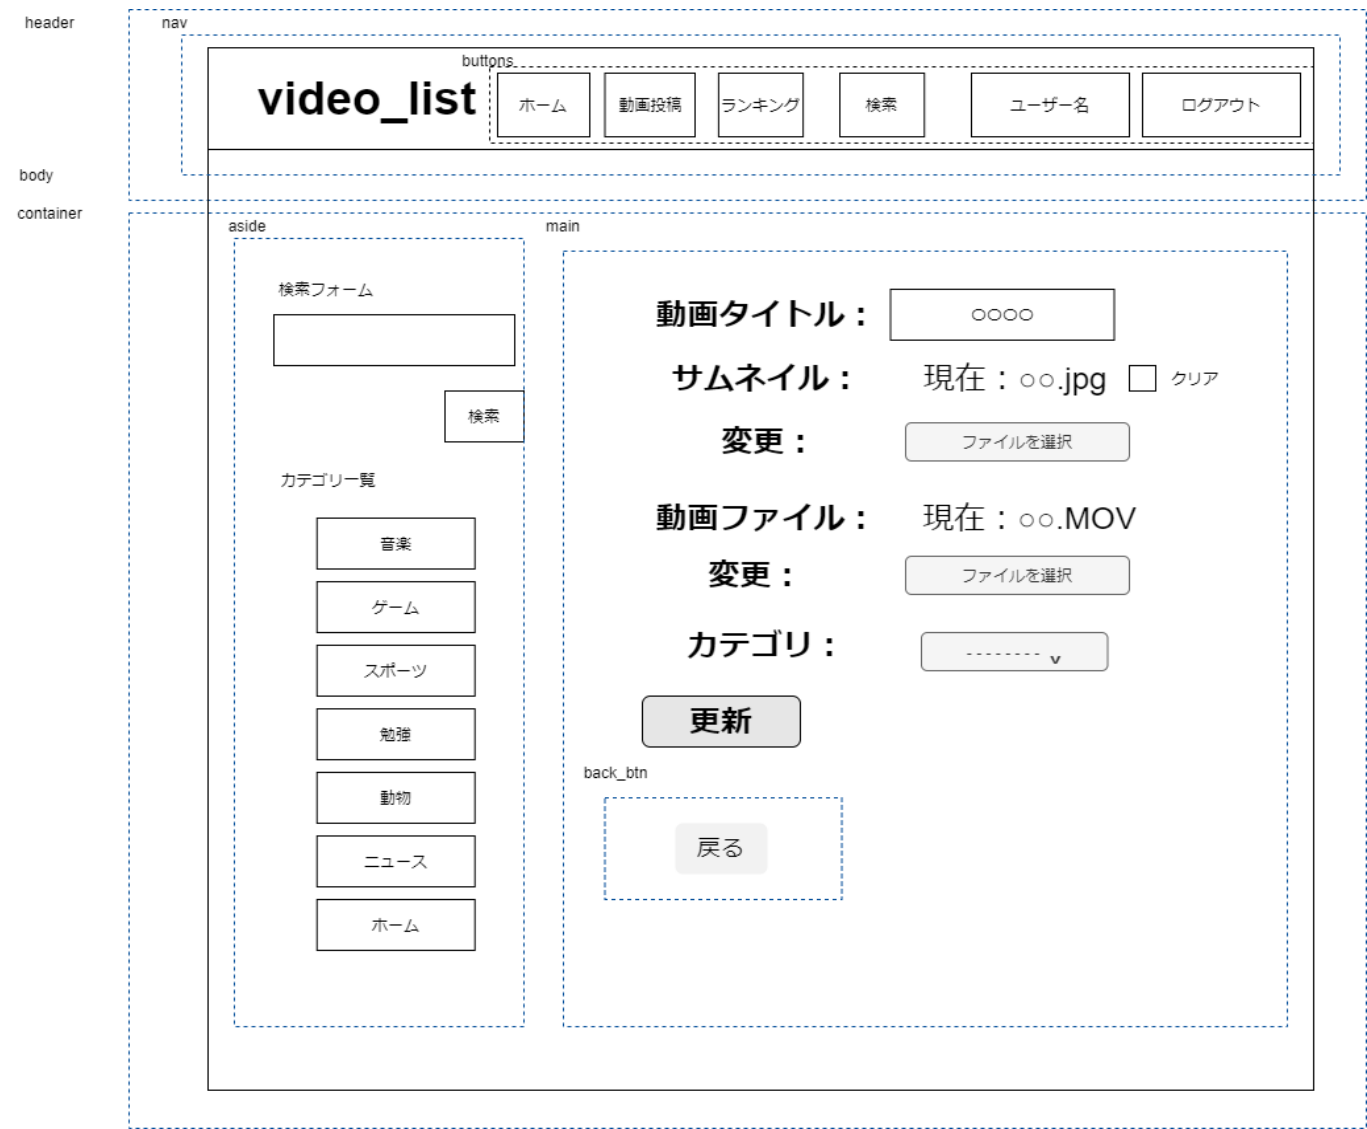 header
nav
buttons
video_list
ホーム
動画投稿
ランキング
検索
ユーザー名
ログアウト
body
container
aside
main
検索フォーム
検索
カテゴリー覧
音楽
ゲーム
スポーツ
勉強
動物
ニュース
ホーム
動画タイトル： ○○○○
サムネイル： 現在：○○.jpg クリア
変更： ファイルを選択
動画ファイル： 現在：○○.MOV
変更： ファイルを選択
カテゴリ： -------- v
更新
back_btn
戻る